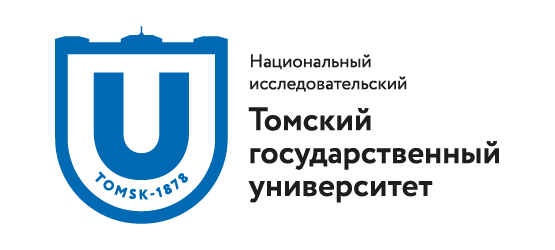 U
TOMSK-1878
Национальный
исследовательский
Томский
государственный
университет